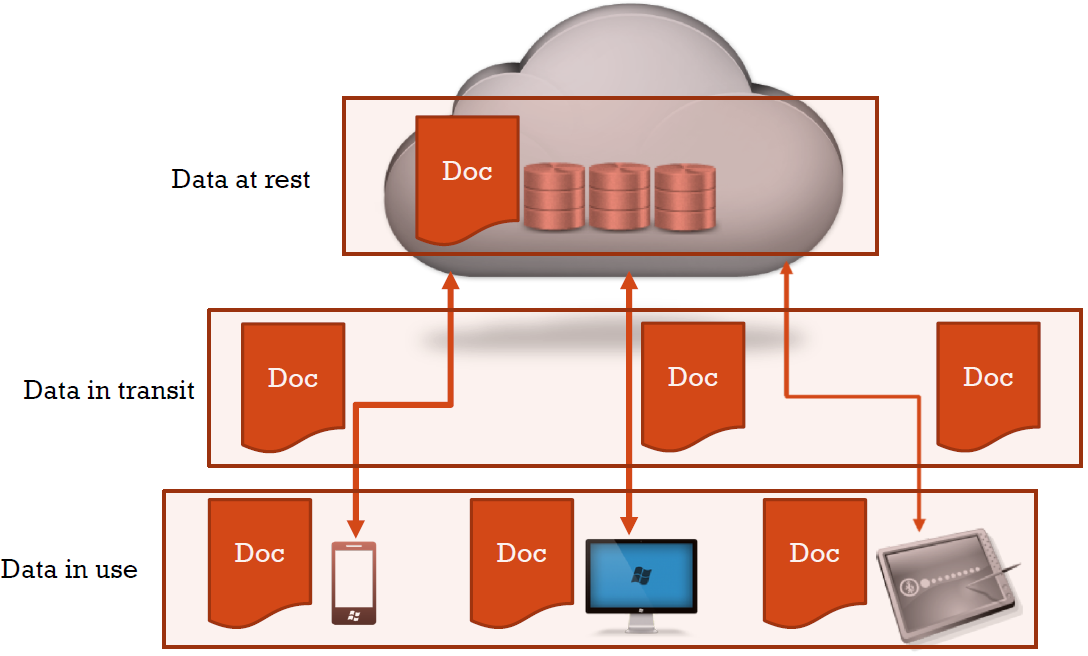 Data at rest
Doc
Data in transit
Doc
Doc
Doc
Data in use
Doc
Doc
Doc